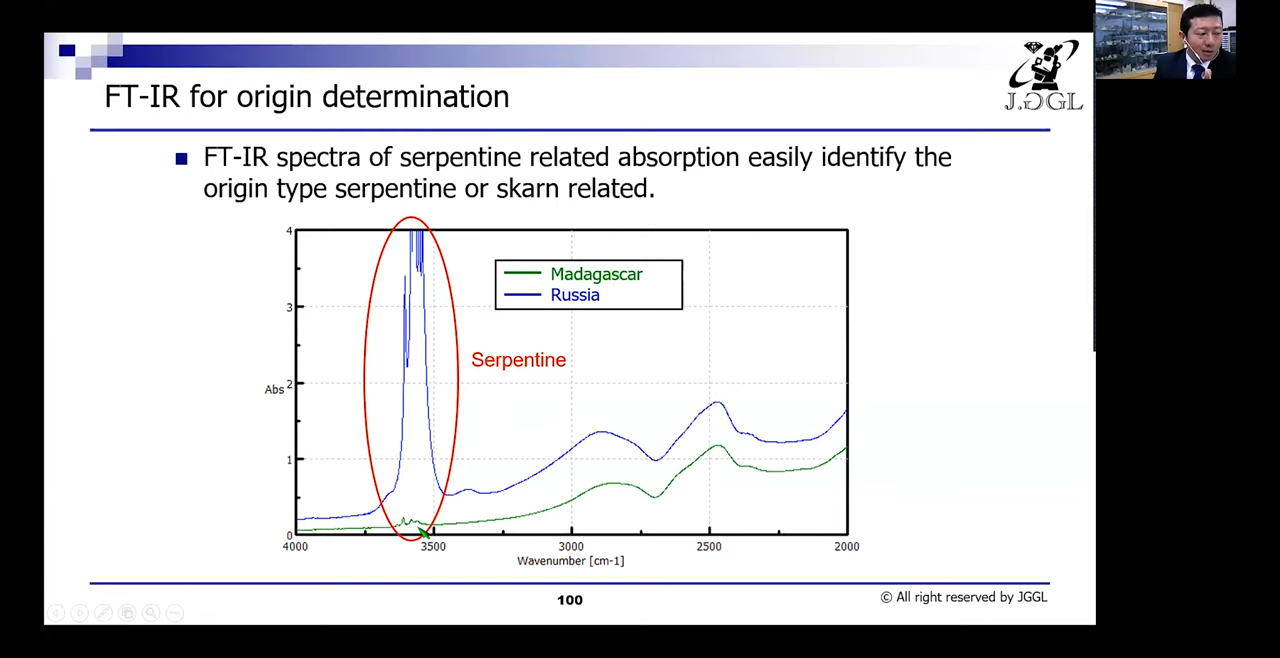 FT-IR for origin determination
J.GGL
FT-IR spectra of serpentine related absorption easily identify the
origin type serpentine or skarn related.
4
3
Abs 2
1
0
Madagascar
Russia
Serpentine
4000 3500 3000 2500 2000
Wavenumber [cm-1]
100
© All right reserved by JGGL